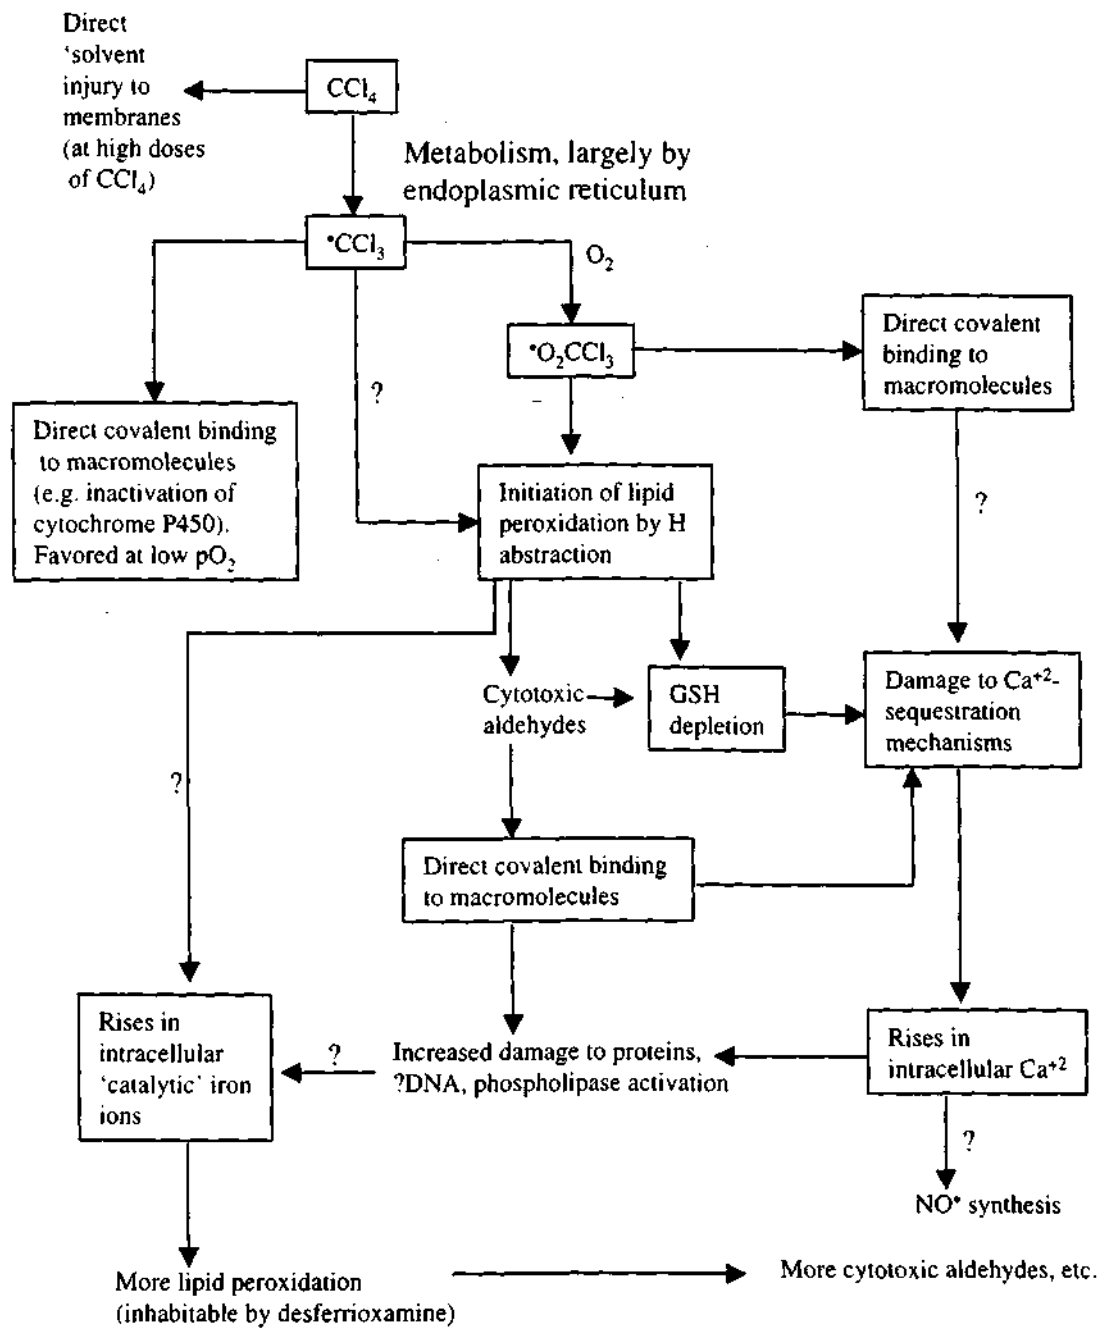 Direct
‘solvent
injury to
membranes
(at high doses
of CCl₄)
CCl₄
Metabolism, largely by
endoplasmic reticulum
•CCl₃
O₂
•O₂CCl₃
Direct covalent
binding to
macromolecules
?
Direct covalent binding
to macromolecules
(e.g. inactivation of
cytochrome P450).
Favored at low pO₂
Initiation of lipid
peroxidation by H
abstraction
?
Cytotoxic
aldehydes
GSH
depletion
Damage to Ca⁺²-
sequestration
mechanisms
?
Direct covalent binding
to macromolecules
Rises in
intracellular
‘catalytic’ iron
ions
?
Increased damage to proteins,
?DNA, phospholipase activation
Rises in
intracellular Ca⁺²
?
NO• synthesis
More lipid peroxidation
(inhabitable by desferrioxamine)
More cytotoxic aldehydes, etc.